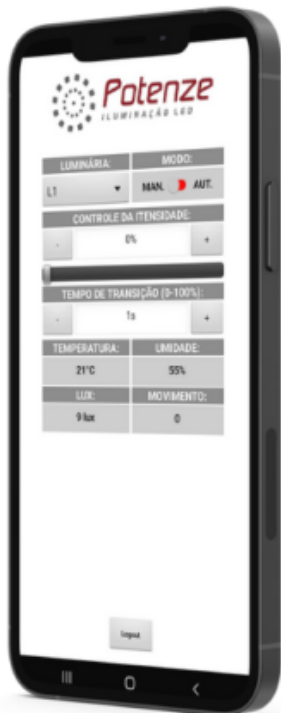 Potenze
ILUMINAÇÃO LED
LUMINÁRIA: MODO:
L1 MAN. AUT.
CONTROLE DA ITENSIDADE:
- 0% +
TEMPO DE TRANSIÇÃO (0-100%):
- 1s +
TEMPERATURA: UMIDADE:
21°C 55%
LUX: MOVIMENTO:
9 lux 0
Logout